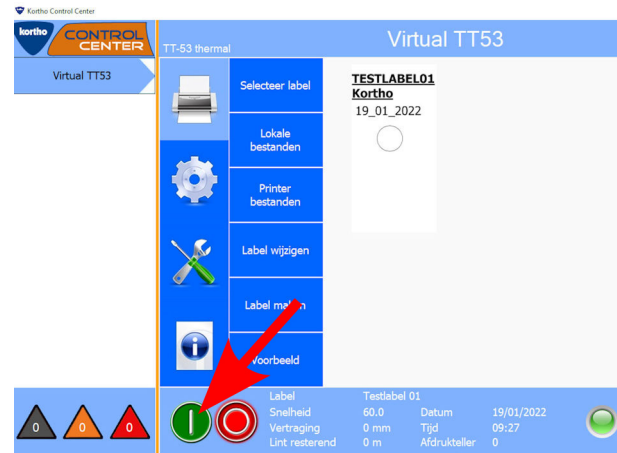 Kortho Control Center
kortho CONTROL CENTER
TT-53 thermal
Virtual TT53
Virtual TT53
Selecteer label
Lokale
bestanden
Printer
bestanden
Label wijzigen
Label maken
Voorbeeld
TESTLABEL01
Kortho
19_01_2022
0 0 0
Label Testlabel 01
Snelheid 60.0 Datum 19/01/2022
Vertraging 0 mm Tijd 09:27
Lint resterend 0 m Afdrukteller 0